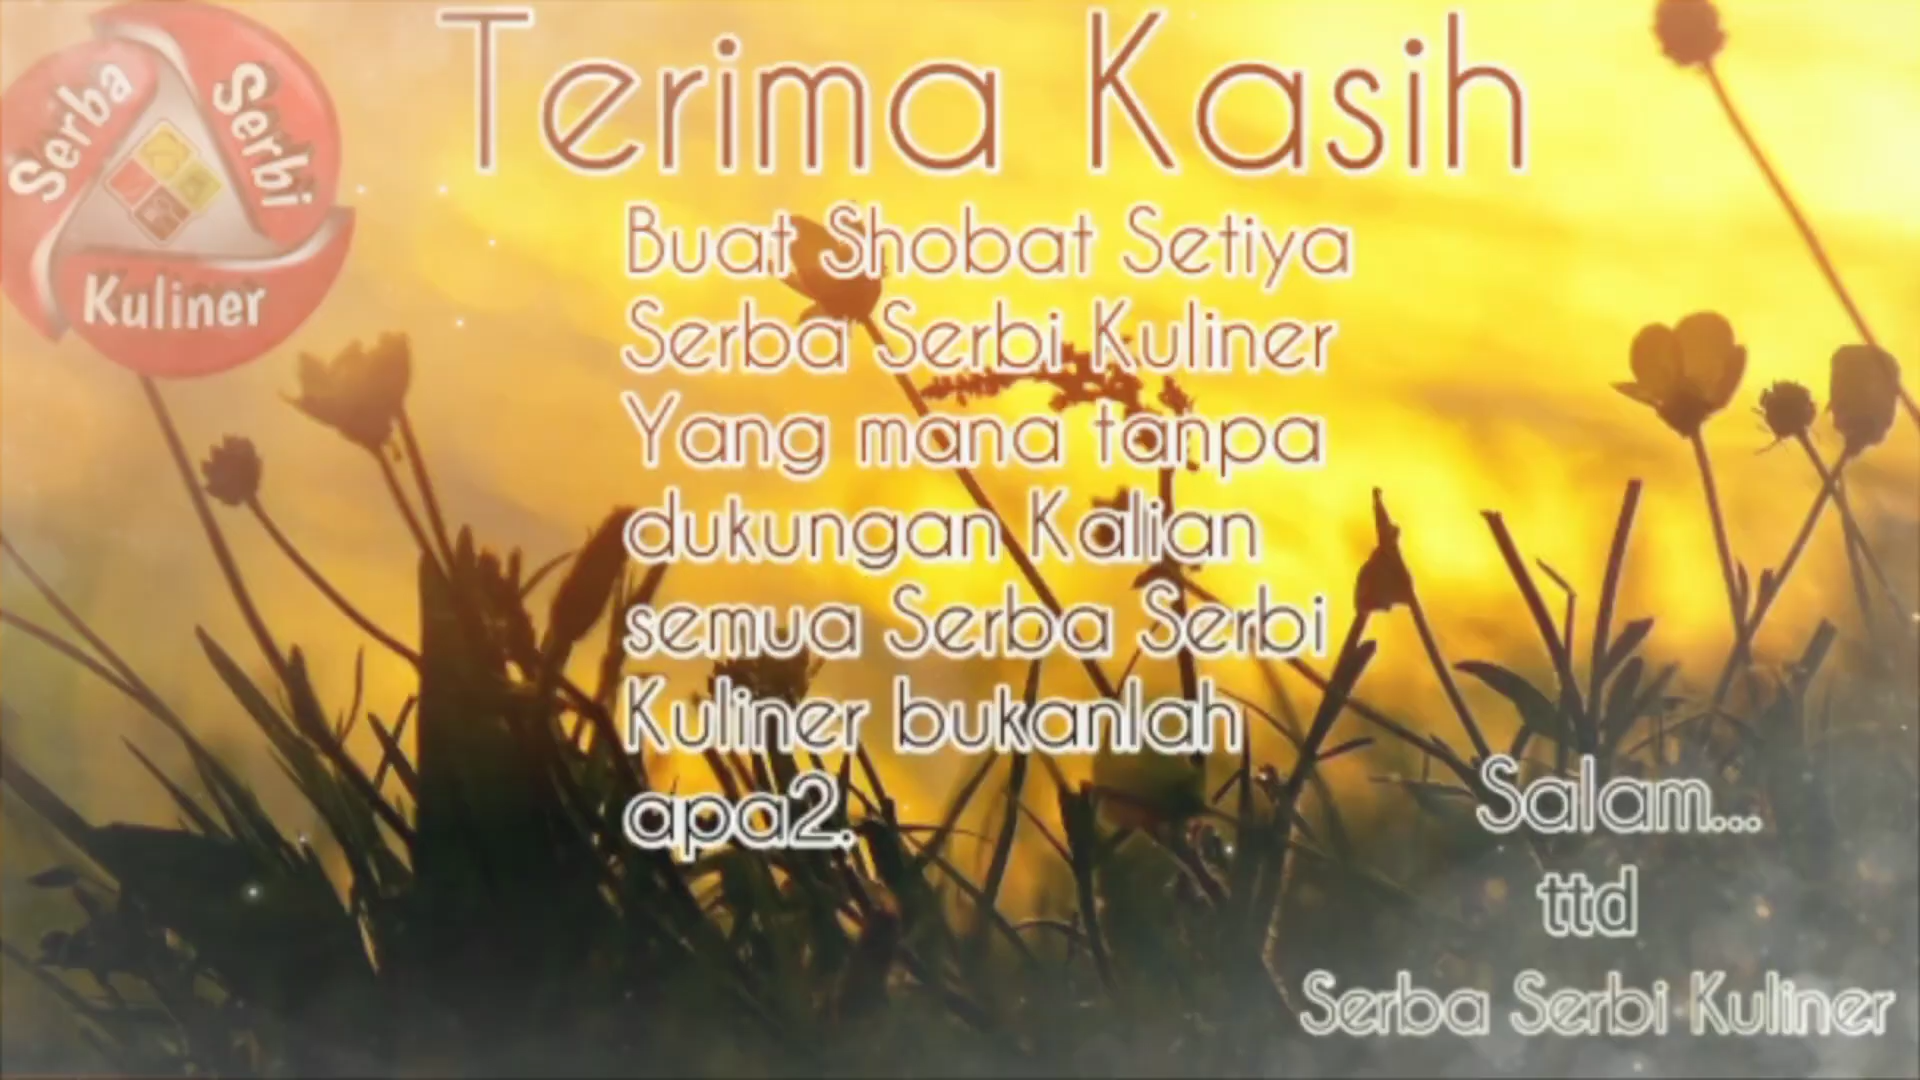 Serba
Serbi
Kuliner
Terima Kasih
Buat Shobat Setiya
Serba Serbi Kuliner
Yang mana tanpa
dukungan Kalian
semua Serba Serbi
Kuliner bukanlah
apa2.
Salam...
ttd
Serba Serbi Kuliner